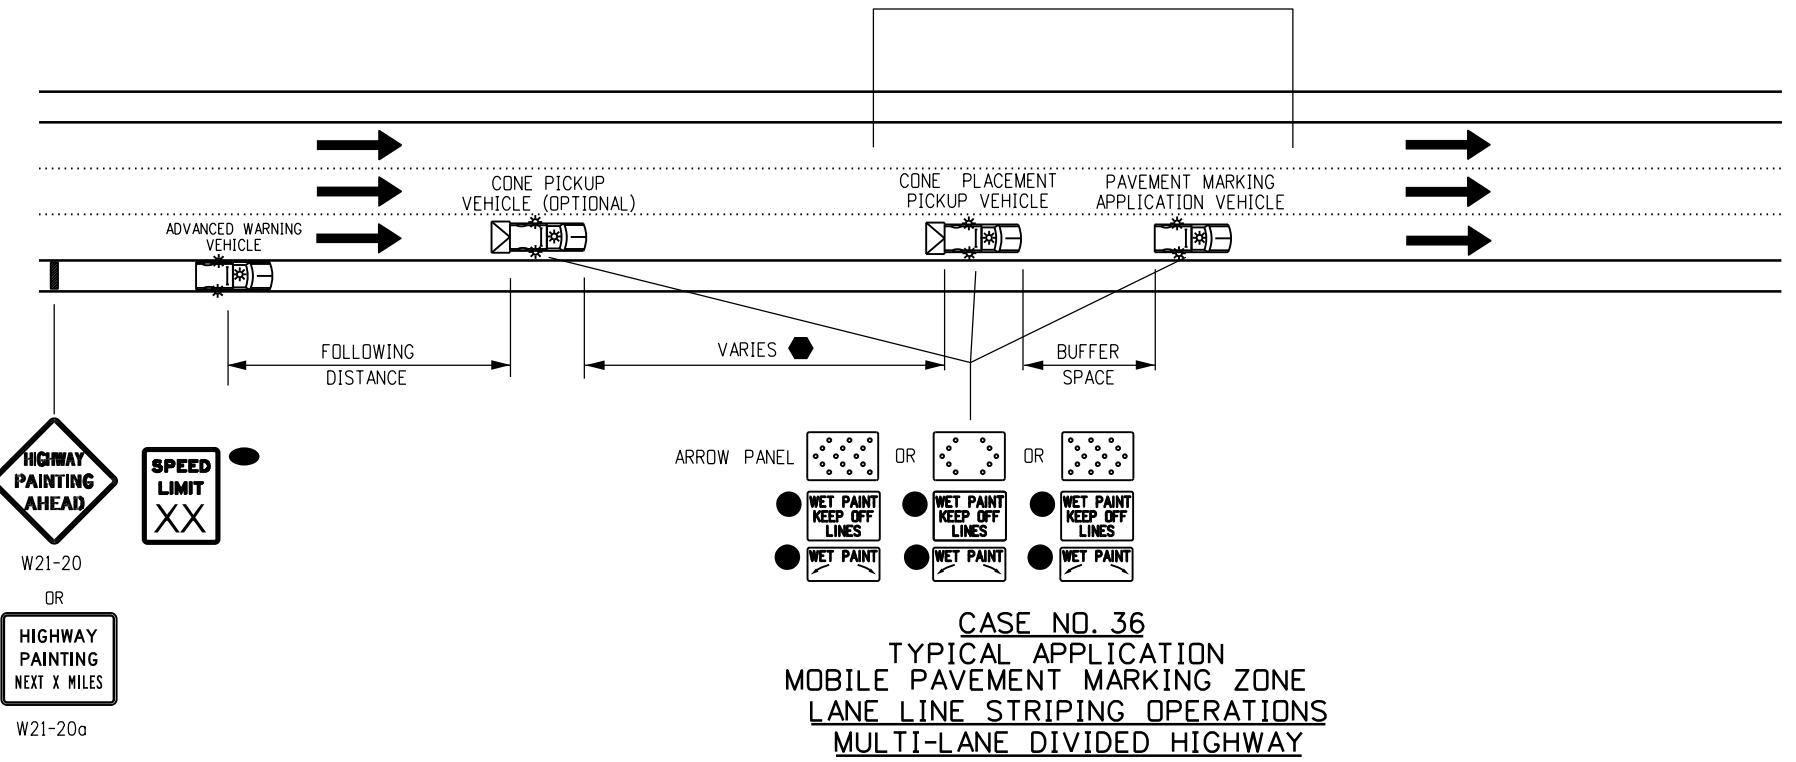 CONE PICKUP
VEHICLE (OPTIONAL)
CONE PLACEMENT
PICKUP VEHICLE
PAVEMENT MARKING
APPLICATION VEHICLE
ADVANCED WARNING
VEHICLE
FOLLOWING
DISTANCE
VARIES
BUFFER
SPACE
HIGHWAY
PAINTING
AHEAD
W21-20
OR
HIGHWAY
PAINTING
NEXT X MILES
W21-20a
SPEED
LIMIT
XX
ARROW PANEL
OR
OR
WET PAINT
KEEP OFF
LINES
WET PAINT
WET PAINT
KEEP OFF
LINES
WET PAINT
WET PAINT
KEEP OFF
LINES
WET PAINT
CASE NO. 36
TYPICAL APPLICATION
MOBILE PAVEMENT MARKING ZONE
LANE LINE STRIPING OPERATIONS
MULTI-LANE DIVIDED HIGHWAY